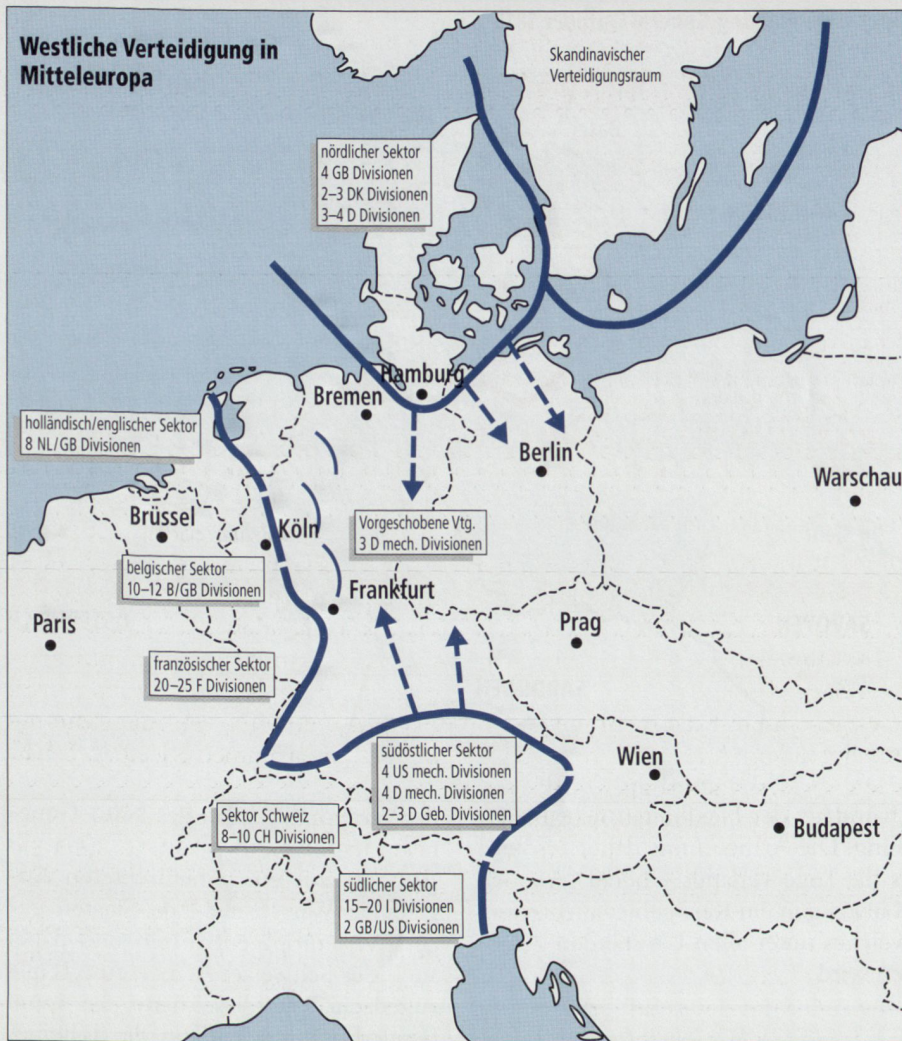 Westliche Verteidigung in
Mitteleuropa
Skandinavischer
Verteidigungsraum
nördlicher Sektor
4 GB Divisionen
2–3 DK Divisionen
3–4 D Divisionen
Hamburg
Bremen
holländisch/englischer Sektor
8 NL/GB Divisionen
Berlin
Warschau
Brüssel
Köln
Vorgeschobene Vtg.
3 D mech. Divisionen
belgischer Sektor
10–12 B/GB Divisionen
Frankfurt
Paris
Prag
französischer Sektor
20–25 F Divisionen
südöstlicher Sektor
4 US mech. Divisionen
4 D mech. Divisionen
2–3 D Geb. Divisionen
Wien
Sektor Schweiz
8–10 CH Divisionen
Budapest
südlicher Sektor
15–20 I Divisionen
2 GB/US Divisionen